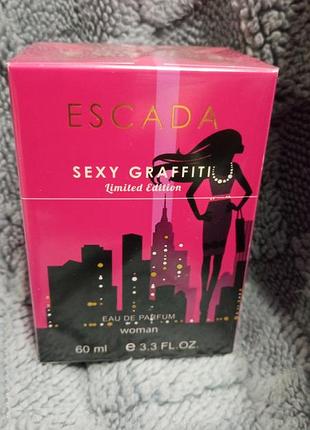 ESCADA
SEXY GRAFFITI
Limited Edition
EAU DE PARFUM
woman
60 ml e 3.3 FL.OZ.